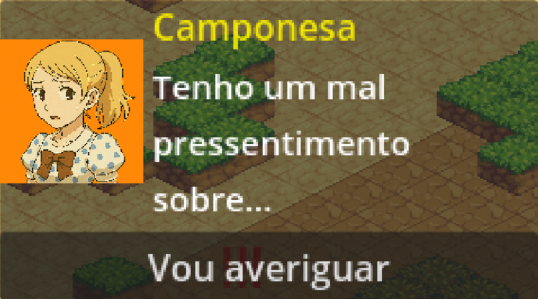 Camponesa
Tenho um mal
pressentimento
sobre...
Vou averiguar